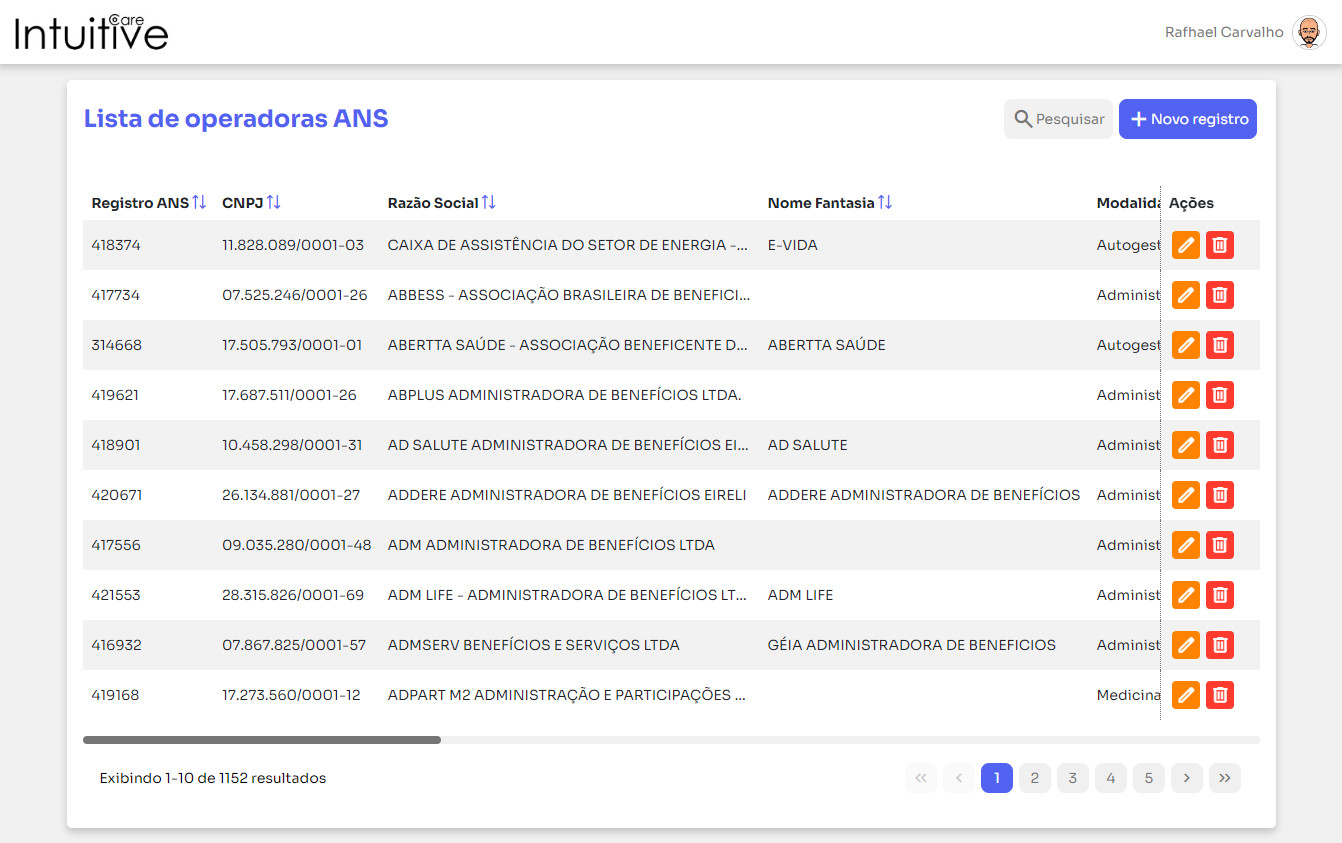 Intuitive Care
Rafhael Carvalho
Lista de operadoras ANS
Pesquisar
Novo registro
Registro ANS CNPJ Razão Social Nome Fantasia Modalida Ações
418374 11.828.089/0001-03 CAIXA DE ASSISTÊNCIA DO SETOR DE ENERGIA -... E-VIDA Autogest
417734 07.525.246/0001-26 ABBESS - ASSOCIAÇÃO BRASILEIRA DE BENEFICI... Administ
314668 17.505.793/0001-01 ABERTTA SAÚDE - ASSOCIAÇÃO BENEFICENTE D... ABERTTA SAÚDE Autogest
419621 17.687.511/0001-26 ABPLUS ADMINISTRADORA DE BENEFÍCIOS LTDA. Administ
418901 10.458.298/0001-31 AD SALUTE ADMINISTRADORA DE BENEFÍCIOS EI... AD SALUTE Administ
420671 26.134.881/0001-27 ADDERE ADMINISTRADORA DE BENEFÍCIOS EIRELI ADDERE ADMINISTRADORA DE BENEFÍCIOS Administ
417556 09.035.280/0001-48 ADM ADMINISTRADORA DE BENEFÍCIOS LTDA Administ
421553 28.315.826/0001-69 ADM LIFE - ADMINISTRADORA DE BENEFÍCIOS LT... ADM LIFE Administ
416932 07.867.825/0001-57 ADMSERV BENEFÍCIOS E SERVIÇOS LTDA GÉIA ADMINISTRADORA DE BENEFICIOS Administ
419168 17.273.560/0001-12 ADPART M2 ADMINISTRAÇÃO E PARTICIPAÇÕES ... Medicina
Exibindo 1-10 de 1152 resultados
« ‹ 1 2 3 4 5 › »